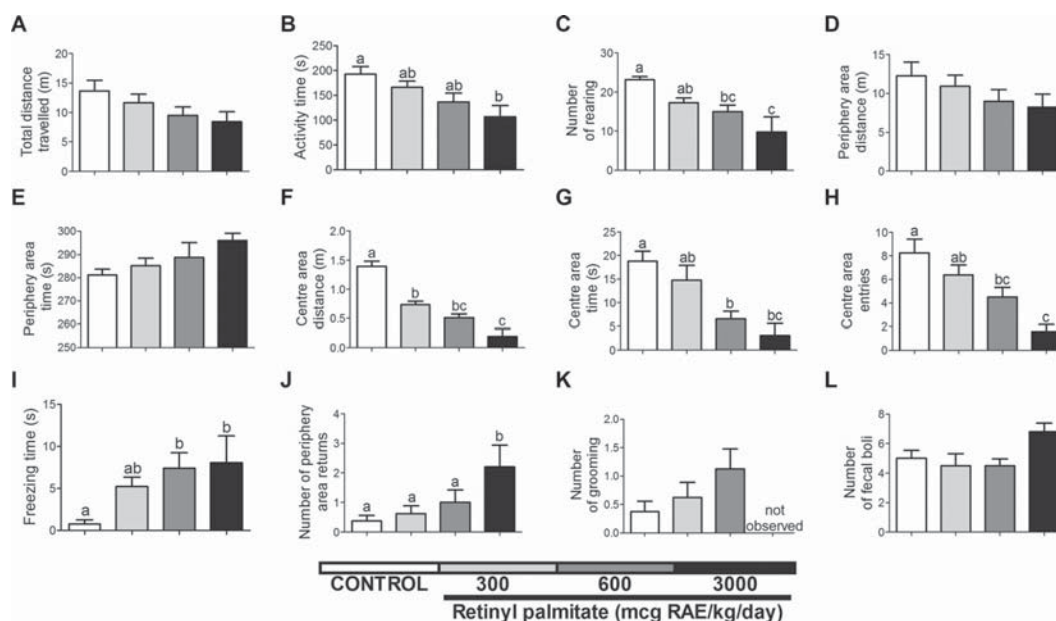 A
Total distance
travelled (m)
20
15
10
5
0
B
Activity time (s)
250
200
150
100
50
0
a
ab
ab
b
C
Number
of rearing
30
20
10
0
a
ab
bc
c
D
Periphery area
distance (m)
15
10
5
0
E
Periphery area
time (s)
300
290
280
270
260
250
F
Centre area
distance (m)
2.0
1.5
1.0
0.5
0.0
a
b
bc
c
G
Centre area
time (s)
25
20
15
10
5
0
a
ab
b
bc
H
Centre area
entries
10
8
6
4
2
0
a
ab
bc
c
I
Freezing time (s)
15
10
5
0
a
ab
b
b
J
Number of periphery
area returns
4
3
2
1
0
a
a
a
b
K
Number
of grooming
2.0
1.5
1.0
0.5
0.0
not
observed
L
Number
of fecal boli
8
6
4
2
0
CONTROL 300 600 3000
Retinyl palmitate (mcg RAE/kg/day)